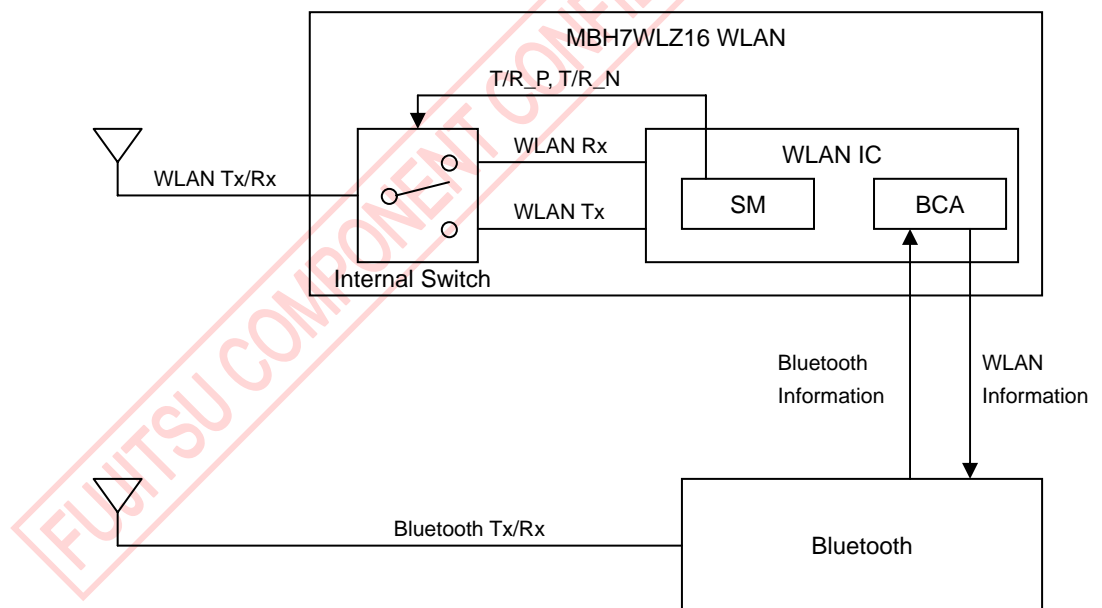 MBH7WLZ16 WLAN
T/R_P, T/R_N
WLAN Rx
WLAN IC
WLAN Tx/Rx
SM
BCA
WLAN Tx
Internal Switch
Bluetooth
Information
WLAN
Information
Bluetooth Tx/Rx
Bluetooth
FUJITSU COMPONENT